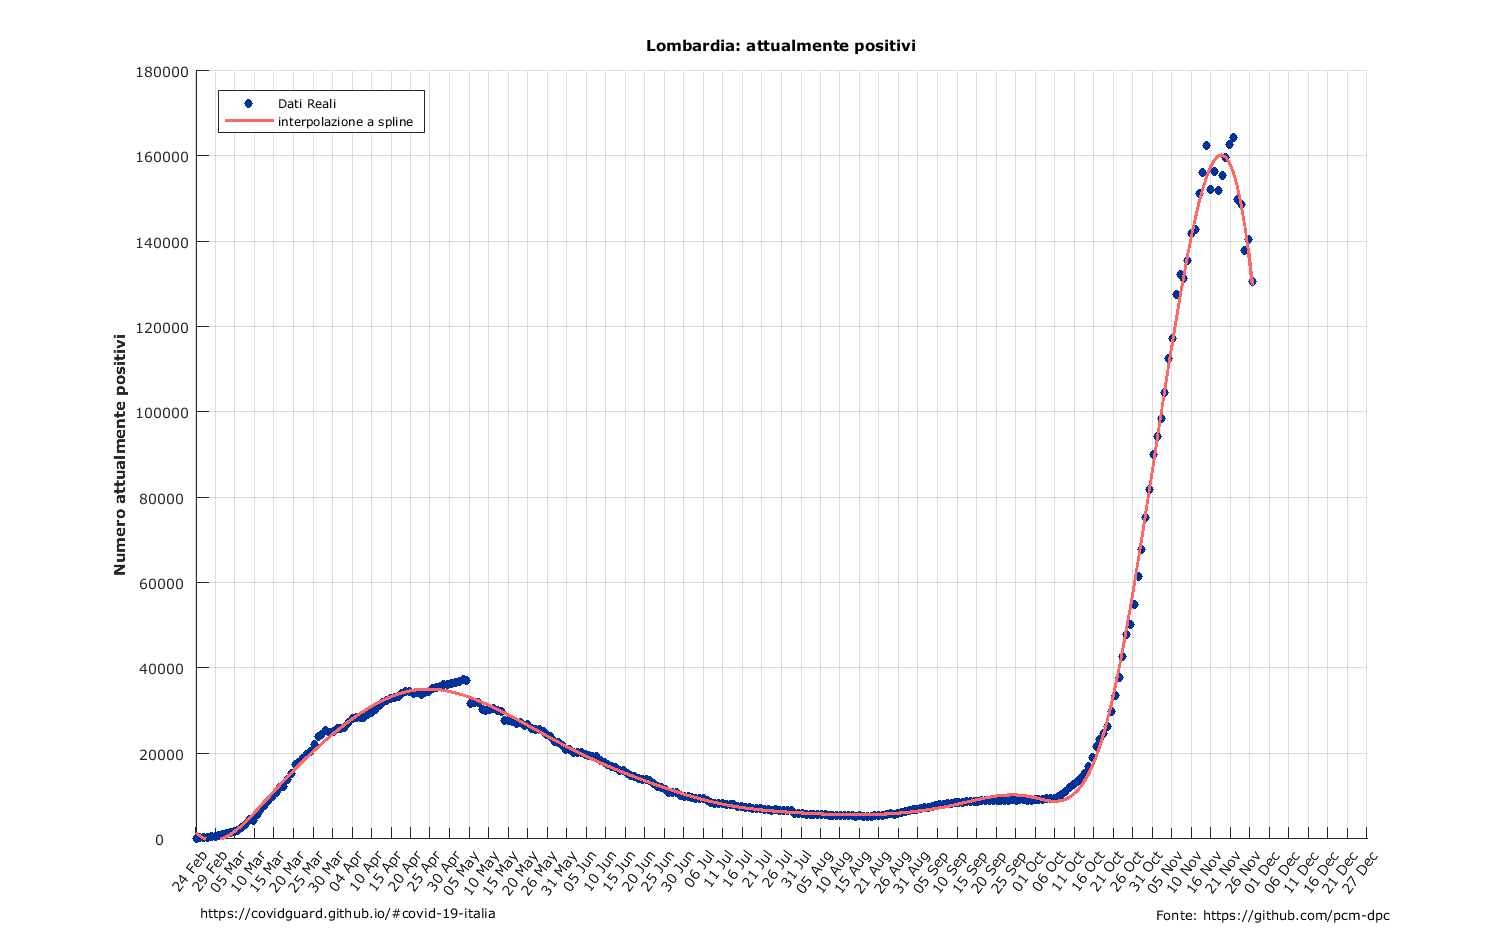 Lombardia: attualmente positivi
180000
160000
140000
120000
100000
80000
60000
40000
20000
0
Dati Reali
interpolazione a spline
Numero attualmente positivi
24 Feb
29 Feb
05 Mar
10 Mar
15 Mar
20 Mar
25 Mar
30 Mar
04 Apr
10 Apr
15 Apr
20 Apr
25 Apr
30 Apr
05 May
10 May
15 May
20 May
26 May
31 May
05 Jun
10 Jun
15 Jun
20 Jun
25 Jun
30 Jun
06 Jul
11 Jul
16 Jul
21 Jul
26 Jul
31 Jul
05 Aug
10 Aug
15 Aug
21 Aug
26 Aug
31 Aug
05 Sep
10 Sep
15 Sep
20 Sep
25 Sep
01 Oct
06 Oct
11 Oct
16 Oct
21 Oct
26 Oct
31 Oct
05 Nov
10 Nov
16 Nov
21 Nov
26 Nov
01 Dec
06 Dec
11 Dec
16 Dec
21 Dec
27 Dec
https://covidguard.github.io/#covid-19-italia
Fonte: https://github.com/pcm-dpc